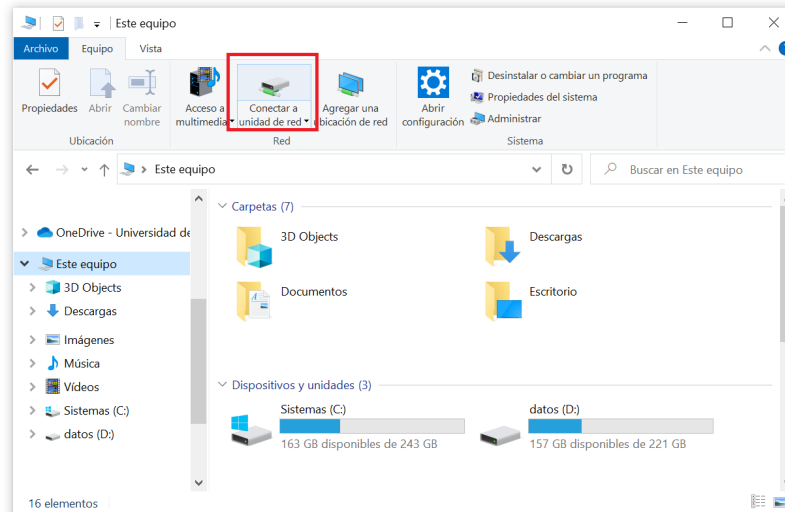 Este equipo
Archivo Equipo Vista
Propiedades Abrir Cambiar nombre Acceso a multimedia Conectar a unidad de red Agregar una ubicación de red Abrir configuración
Desinstalar o cambiar un programa
Propiedades del sistema
Administrar
Ubicación Red Sistema
Este equipo Buscar en Este equipo
OneDrive - Universidad de
Este equipo
3D Objects
Descargas
Imágenes
Música
Vídeos
Sistemas (C:)
datos (D:)
Carpetas (7)
3D Objects Descargas
Documentos Escritorio
Dispositivos y unidades (3)
Sistemas (C:) datos (D:)
163 GB disponibles de 243 GB 157 GB disponibles de 221 GB
16 elementos